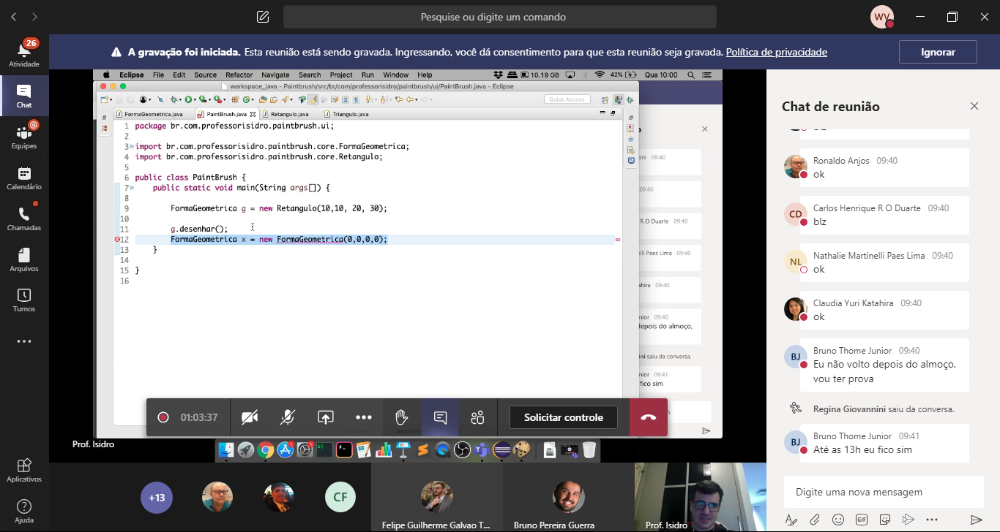 Pesquise ou digite um comando
WV
26
Atividade
Chat
Equipes
Calendário
Chamadas
Arquivos
Turnos
Aplicativos
Ajuda
A gravação foi iniciada. Esta reunião está sendo gravada. Ingressando, você dá consentimento para que esta reunião seja gravada. Política de privacidade
Ignorar
Eclipse File Edit Source Refactor Navigate Search Project Run Window Help
10.19 GB 42% Qua 10:00
workspace_java - Paintbrush/src/br/com/professorisidro/paintbrush/ui/PaintBrush.java - Eclipse
Quick Access
FormaGeometrica.java PaintBrush.java Retangulo.java Triangulo.java
1 package br.com.professorisidro.paintbrush.ui;
2
3 import br.com.professorisidro.paintbrush.core.FormaGeometrica;
4 import br.com.professorisidro.paintbrush.core.Retangulo;
5
6 public class PaintBrush {
7 public static void main(String args[]) {
8
9 FormaGeometrica g = new Retangulo(10,10, 20, 30);
10
11 g.desenhar();
12 FormaGeometrica x = new FormaGeometrica(0,0,0,0);
13 }
14
15 }
16
oni 09:40
09:40
R O Duarte 09:40
elli Paes Lima 09:40
ahira 09:40
nior 09:40
depois do almoço,
ini saiu da conversa.
nior 09:41
fico sim
01:03:37
Solicitar controle
Prof. Isidro
+13
CF
Felipe Guilherme Galvao T...
Bruno Pereira Guerra
Prof. Isidro
Chat de reunião
blz
Ronaldo Anjos 09:40
ok
CD
Carlos Henrique R O Duarte 09:40
blz
NL
Nathalie Martinelli Paes Lima 09:40
ok
Claudia Yuri Katahira 09:40
ok
BJ
Bruno Thome Junior 09:40
Eu não volto depois do almoço,
vou ter prova
Regina Giovannini saiu da conversa.
BJ
Bruno Thome Junior 09:41
Até as 13h eu fico sim
Digite uma nova mensagem
GIF